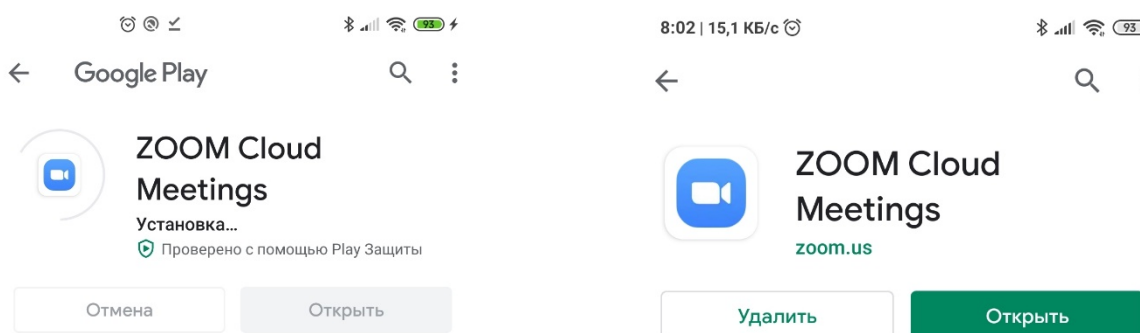 93
Google Play
ZOOM Cloud
Meetings
Установка...
Проверено с помощью Play Защиты
Отмена
Открыть
8:02 | 15,1 КБ/с
93
ZOOM Cloud
Meetings
zoom.us
Удалить
Открыть